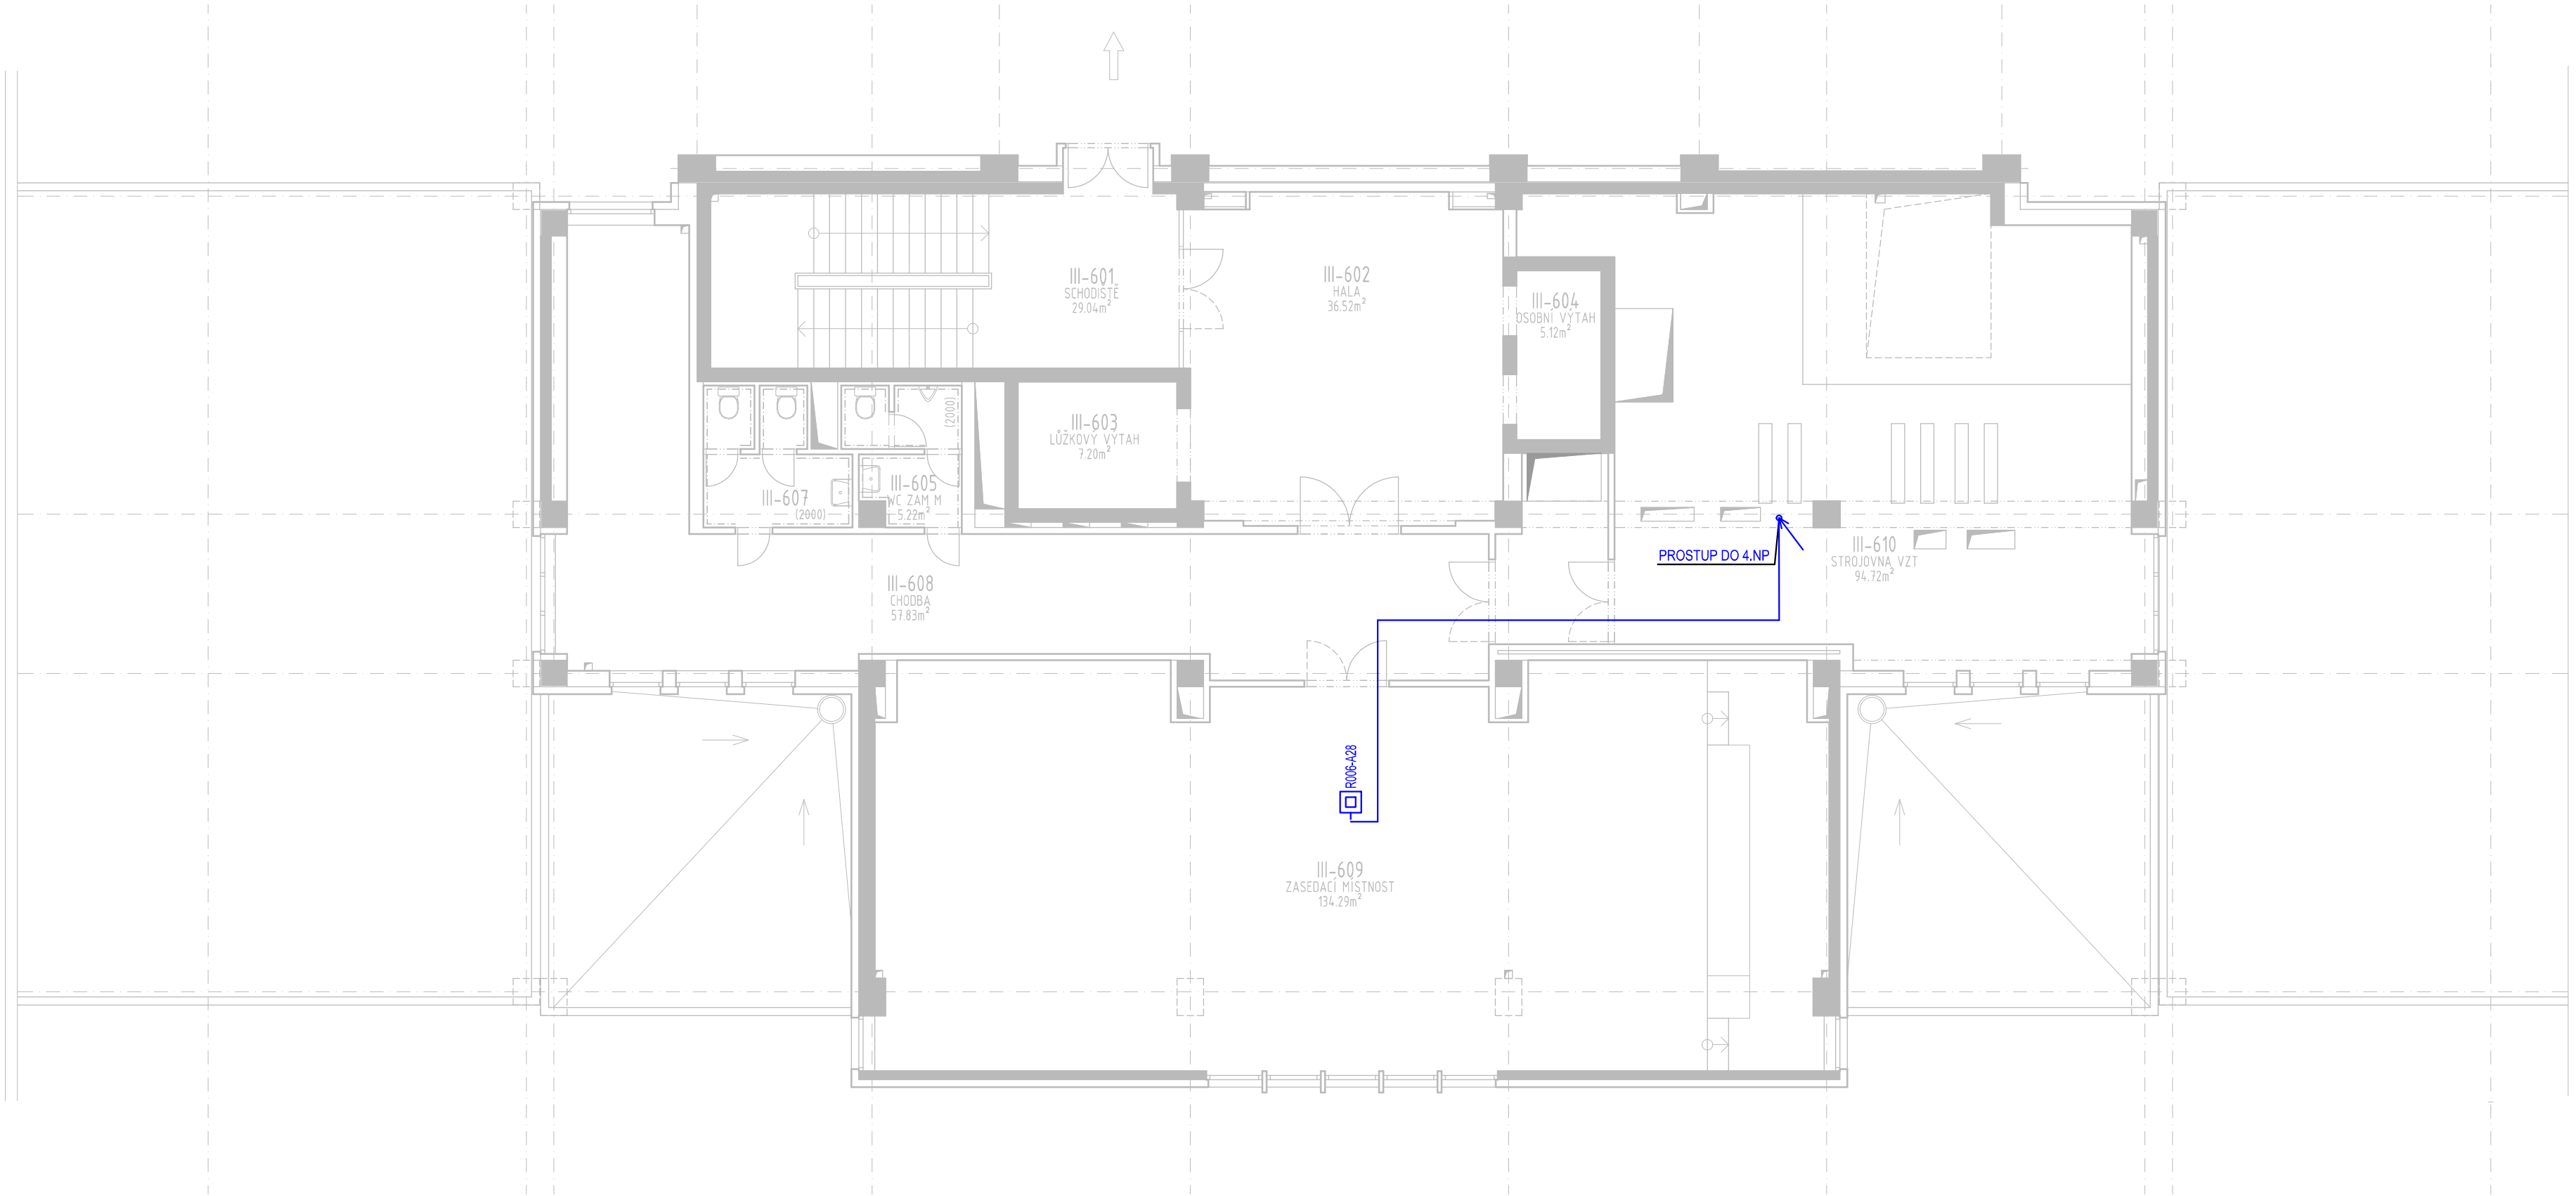 III-601
SCHODIŠTĚ
29.04m²
III-602
HALA
36.52m²
III-604
OSOBNÍ VÝTAH
5.12m²
III-603
LŮŽKOVÝ VÝTAH
7.20m²
(2000)
III-605
WC ZAM M
5.22m²
III-607
(2000)
PROSTUP DO 4.NP
III-610
STROJOVNA VZT
94.72m²
III-608
CHODBA
57.83m²
R006-A28
III-609
ZASEDACÍ MÍSTNOST
134.29m²